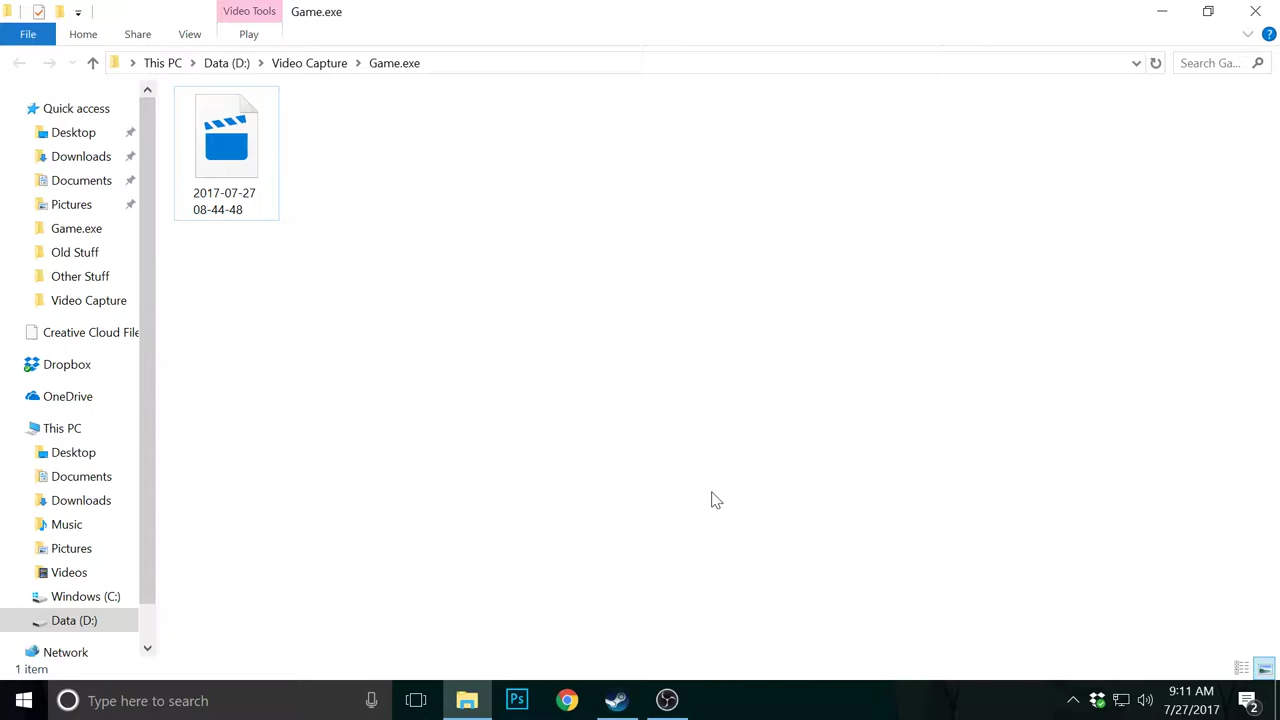 Video Tools
Game.exe
File
Home
Share
View
Play
This PC
Data (D:)
Video Capture
Game.exe
Search Ga...
Quick access
Desktop
Downloads
Documents
Pictures
Game.exe
Old Stuff
Other Stuff
Video Capture
Creative Cloud File
Dropbox
OneDrive
This PC
Desktop
Documents
Downloads
Music
Pictures
Videos
Windows (C:)
Data (D:)
Network
2017-07-27
08-44-48
1 item
Type here to search
Ps
9:11 AM
7/27/2017
2